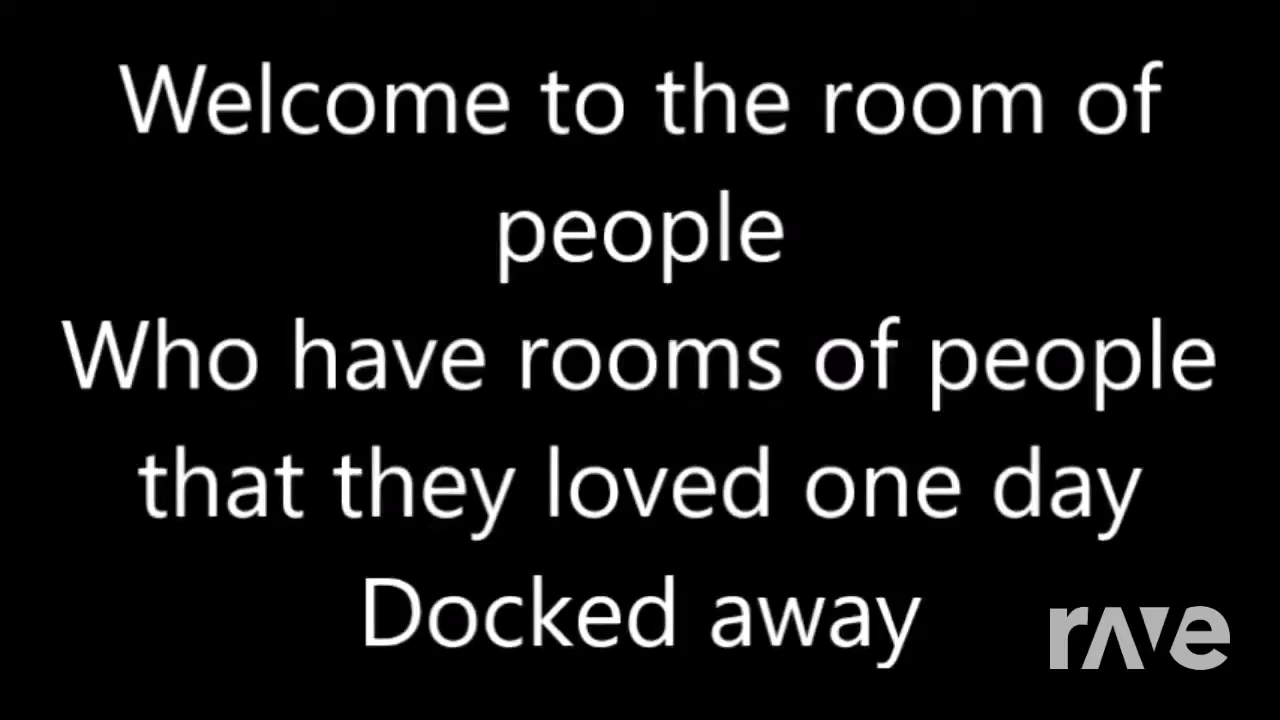 Welcome to the room of
people
Who have rooms of people
that they loved one day
Docked away
rave